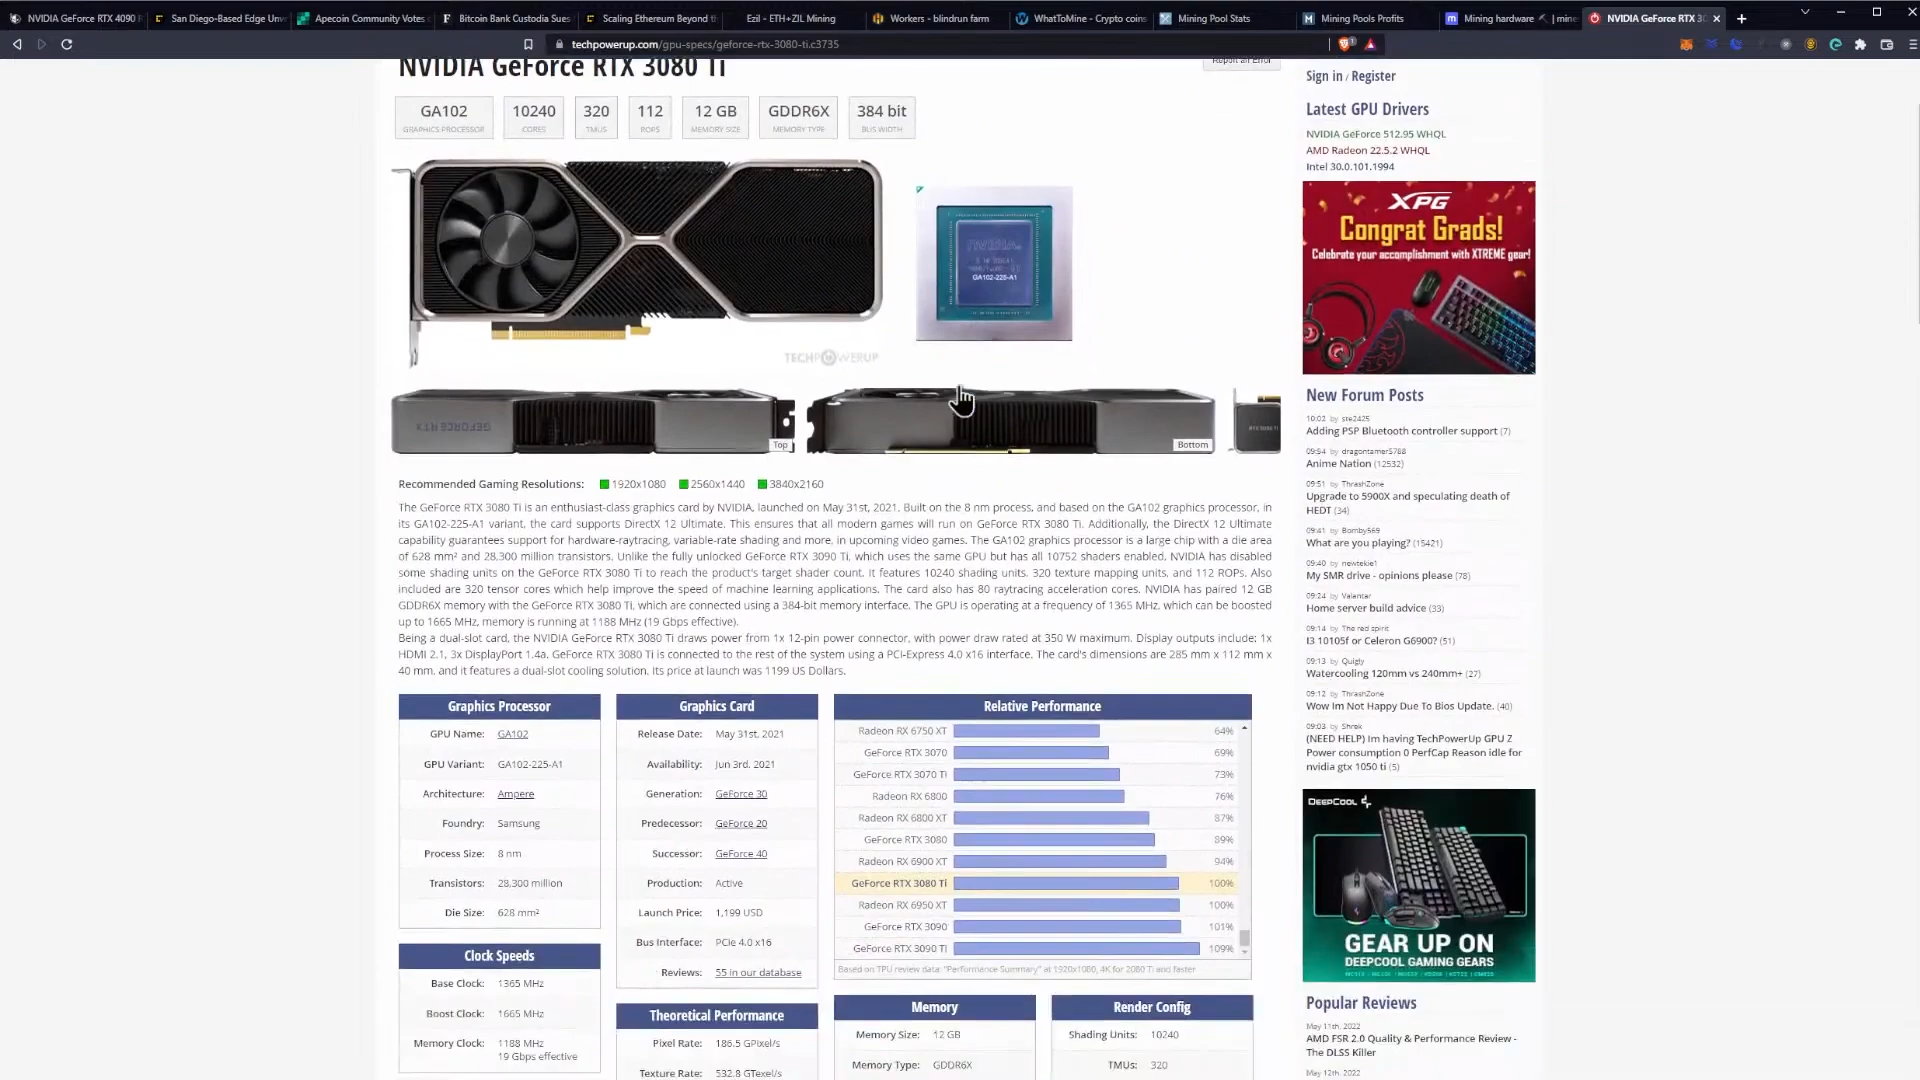 NVIDIA GeForce RTX 4090 R
San Diego-Based Edge Unv
Apecoin Community Votes
Bitcoin Bank Custodia Sues
Scaling Ethereum Beyond t
Ezil - ETH+ZIL Mining
Workers - blindrun farm
WhatToMine - Crypto coins
Mining Pool Stats
Mining Pools Profits
Mining hardware | mine
NVIDIA GeForce RTX 3
techpowerup.com/gpu-specs/geforce-rtx-3080-ti.c3735
NVIDIA GeForce RTX 3080 Ti
Report an Error
GA102
GRAPHICS PROCESSOR
10240
CORES
320
TMUS
112
ROPS
12 GB
MEMORY SIZE
GDDR6X
MEMORY TYPE
384 bit
BUS WIDTH
NVIDIA
GA102-225-A1
TECHPOWERUP
GEFORCE RTX
Top
Bottom
Recommended Gaming Resolutions:
1920x1080
2560x1440
3840x2160
The GeForce RTX 3080 Ti is an enthusiast-class graphics card by NVIDIA, launched on May 31st, 2021. Built on the 8 nm process, and based on the GA102 graphics processor, in
its GA102-225-A1 variant, the card supports DirectX 12 Ultimate. This ensures that all modern games will run on GeForce RTX 3080 Ti. Additionally, the DirectX 12 Ultimate
capability guarantees support for hardware-raytracing, variable-rate shading and more, in upcoming video games. The GA102 graphics processor is a large chip with a die area
of 628 mm² and 28,300 million transistors. Unlike the fully unlocked GeForce RTX 3090 Ti, which uses the same GPU but has all 10752 shaders enabled, NVIDIA has disabled
some shading units on the GeForce RTX 3080 Ti to reach the product's target shader count. It features 10240 shading units, 320 texture mapping units, and 112 ROPs. Also
included are 320 tensor cores which help improve the speed of machine learning applications. The card also has 80 raytracing acceleration cores. NVIDIA has paired 12 GB
GDDR6X memory with the GeForce RTX 3080 Ti, which are connected using a 384-bit memory interface. The GPU is operating at a frequency of 1365 MHz, which can be boosted
up to 1665 MHz, memory is running at 1188 MHz (19 Gbps effective).
Being a dual-slot card, the NVIDIA GeForce RTX 3080 Ti draws power from 1x 12-pin power connector, with power draw rated at 350 W maximum. Display outputs include: 1x
HDMI 2.1, 3x DisplayPort 1.4a. GeForce RTX 3080 Ti is connected to the rest of the system using a PCI-Express 4.0 x16 interface. The card's dimensions are 285 mm x 112 mm x
40 mm, and it features a dual-slot cooling solution. Its price at launch was 1199 US Dollars.
Graphics Processor
GPU Name: GA102
GPU Variant: GA102-225-A1
Architecture: Ampere
Foundry: Samsung
Process Size: 8 nm
Transistors: 28,300 million
Die Size: 628 mm²
Clock Speeds
Base Clock: 1365 MHz
Boost Clock: 1665 MHz
Memory Clock: 1188 MHz
19 Gbps effective
Graphics Card
Release Date: May 31st, 2021
Availability: Jun 3rd, 2021
Generation: GeForce 30
Predecessor: GeForce 20
Successor: GeForce 40
Production: Active
Launch Price: 1,199 USD
Bus Interface: PCIe 4.0 x16
Reviews: 55 in our database
Theoretical Performance
Pixel Rate: 186.5 GPixel/s
Texture Rate: 532.8 GTexel/s
Relative Performance
Radeon RX 6750 XT 64%
GeForce RTX 3070 69%
GeForce RTX 3070 Ti 73%
Radeon RX 6800 76%
Radeon RX 6800 XT 87%
GeForce RTX 3080 89%
Radeon RX 6900 XT 94%
GeForce RTX 3080 Ti 100%
Radeon RX 6950 XT 100%
GeForce RTX 3090 101%
GeForce RTX 3090 Ti 109%
Based on TPU review data: "Performance Summary" at 1920x1080, 4K for 2080 Ti and faster
Memory
Memory Size: 12 GB
Memory Type: GDDR6X
Render Config
Shading Units: 10240
TMUs: 320
Sign in / Register
Latest GPU Drivers
NVIDIA GeForce 512.95 WHQL
AMD Radeon 22.5.2 WHQL
Intel 30.0.101.1994
XPG
Congrat Grads!
Celebrate your accomplishment with XTREME gear!
New Forum Posts
10:02 by ste2425
Adding PSP Bluetooth controller support (7)
09:54 by dragontamer5788
Anime Nation (12532)
09:51 by ThrashZone
Upgrade to 5900X and speculating death of
HEDT (34)
09:41 by Bomby569
What are you playing? (15421)
09:40 by newtekie1
My SMR drive - opinions please (78)
09:24 by Valantar
Home server build advice (33)
09:14 by The red spirit
I3 10105f or Celeron G6900? (51)
09:13 by Quigly
Watercooling 120mm vs 240mm+ (27)
09:12 by ThrashZone
Wow Im Not Happy Due To Bios Update. (40)
09:03 by Shrek
(NEED HELP) Im having TechPowerUp GPU Z
Power consumption 0 PerfCap Reason idle for
nvidia gtx 1050 ti (5)
DEEPCOOL
GEAR UP ON
DEEPCOOL GAMING GEARS
Popular Reviews
May 11th, 2022
AMD FSR 2.0 Quality & Performance Review -
The DLSS Killer
May 12th, 2022